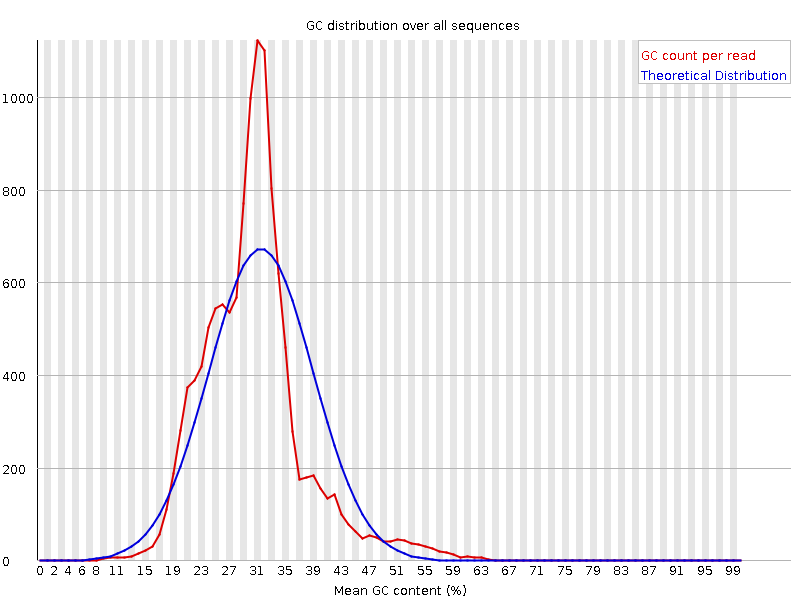 GC distribution over all sequences
GC count per read
Theoretical Distribution
1000
800
600
400
200
0
0 2 4 6 8 11 15 19 23 27 31 35 39 43 47 51 55 59 63 67 71 75 79 83 87 91 95 99
Mean GC content (%)